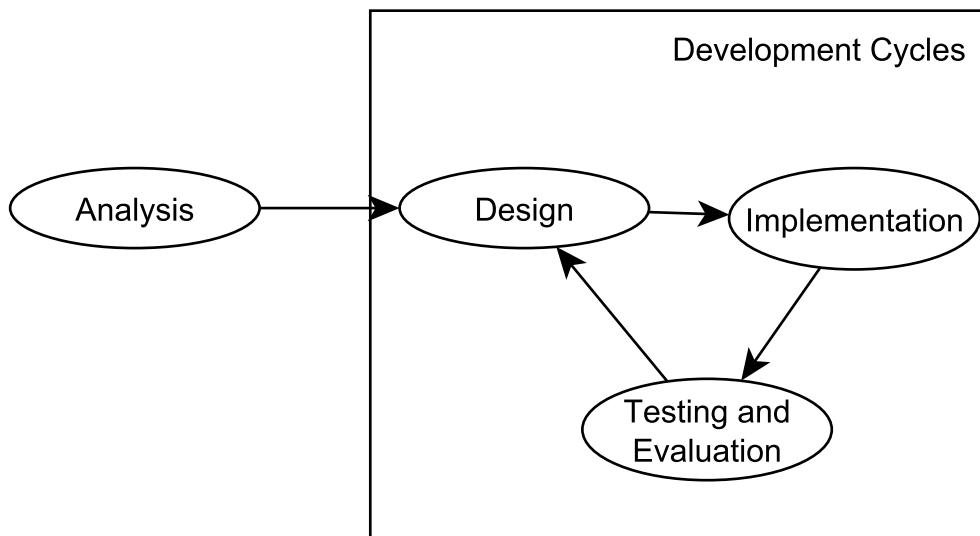 Development Cycles
Analysis
Design
Implementation
Testing and
Evaluation